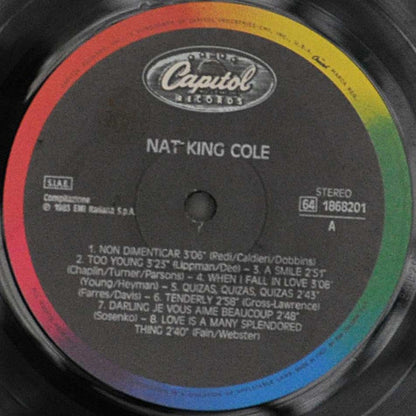 Capitol
RECORDS
NAT KING COLE
S.I.A.E.
Compilazione
℗ 1983 EMI Italiana S.p.A.
STEREO
64 1868201
A
1. NON DIMENTICAR 3'06" (Redi/Caldieri/Dobbins)
2. TOO YOUNG 3'23" (Lippman/Dee) – 3. A SMILE 2'51"
(Chaplin/Turner/Parsons) – 4. WHEN I FALL IN LOVE 3'08"
(Young/Heyman) – 5. QUIZAS, QUIZAS, QUIZAS 2'43"
(Farres/Davis) – 6. TENDERLY 2'58" (Gross-Lawrence)
7. DARLING JE VOUS AIME BEAUCOUP 2'48"
(Sosenko) – 8. LOVE IS A MANY SPLENDORED
THING 2'40" (Fain/Webster)